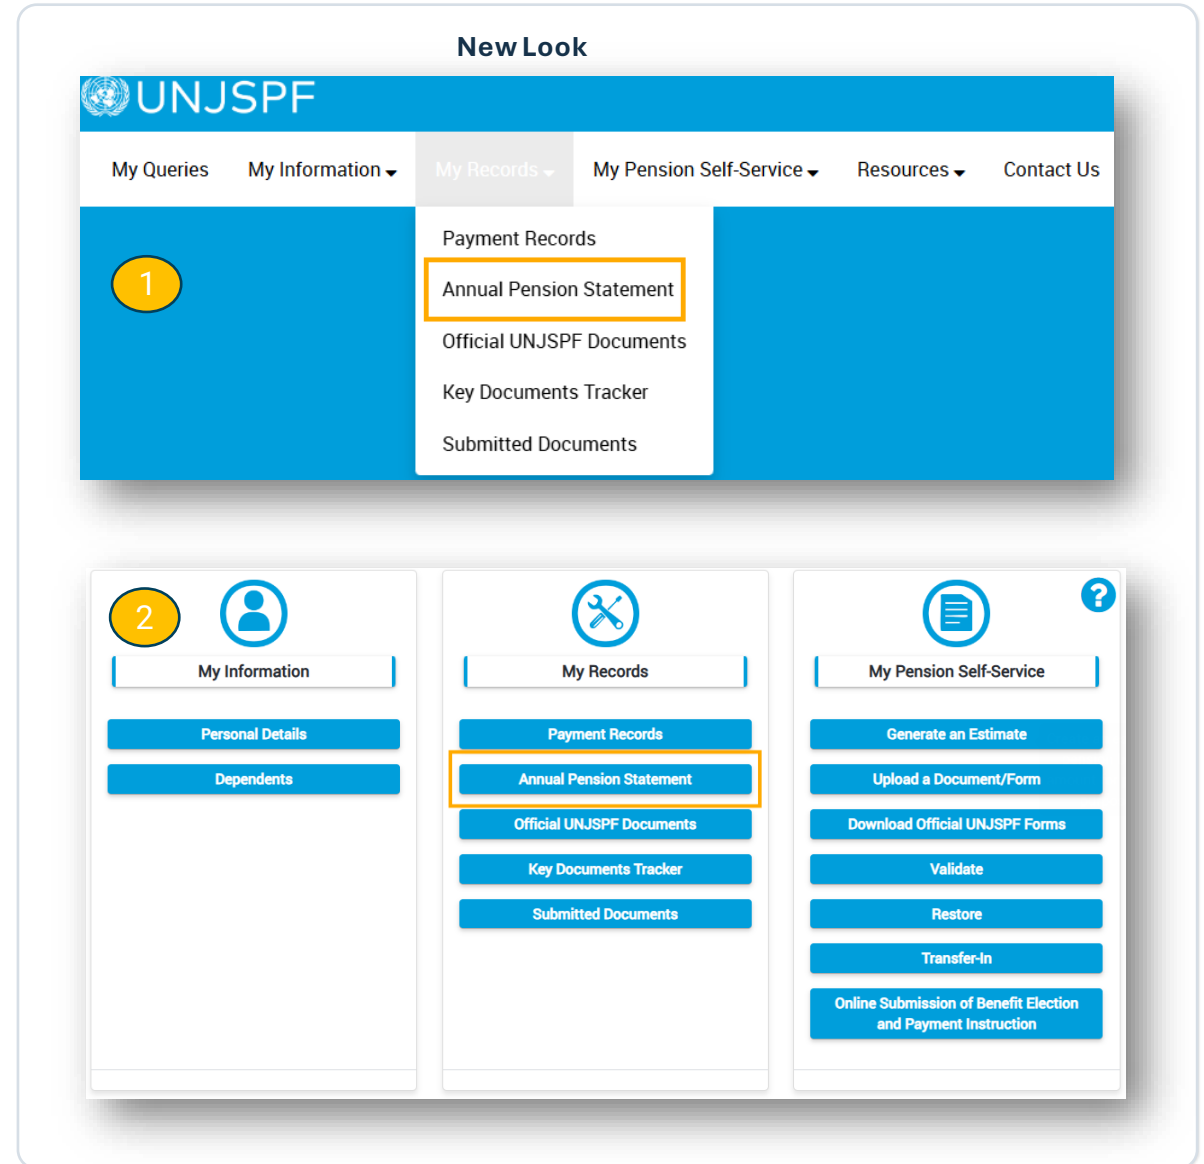 New Look
UNJSPF
My Queries My Information My Records My Pension Self-Service Resources Contact Us
1
Payment Records
Annual Pension Statement
Official UNJSPF Documents
Key Documents Tracker
Submitted Documents
2
?
My Information
Personal Details
Dependents
My Records
Payment Records
Annual Pension Statement
Official UNJSPF Documents
Key Documents Tracker
Submitted Documents
My Pension Self-Service
Generate an Estimate
Upload a Document/Form
Download Official UNJSPF Forms
Validate
Restore
Transfer-In
Online Submission of Benefit Election
and Payment Instruction